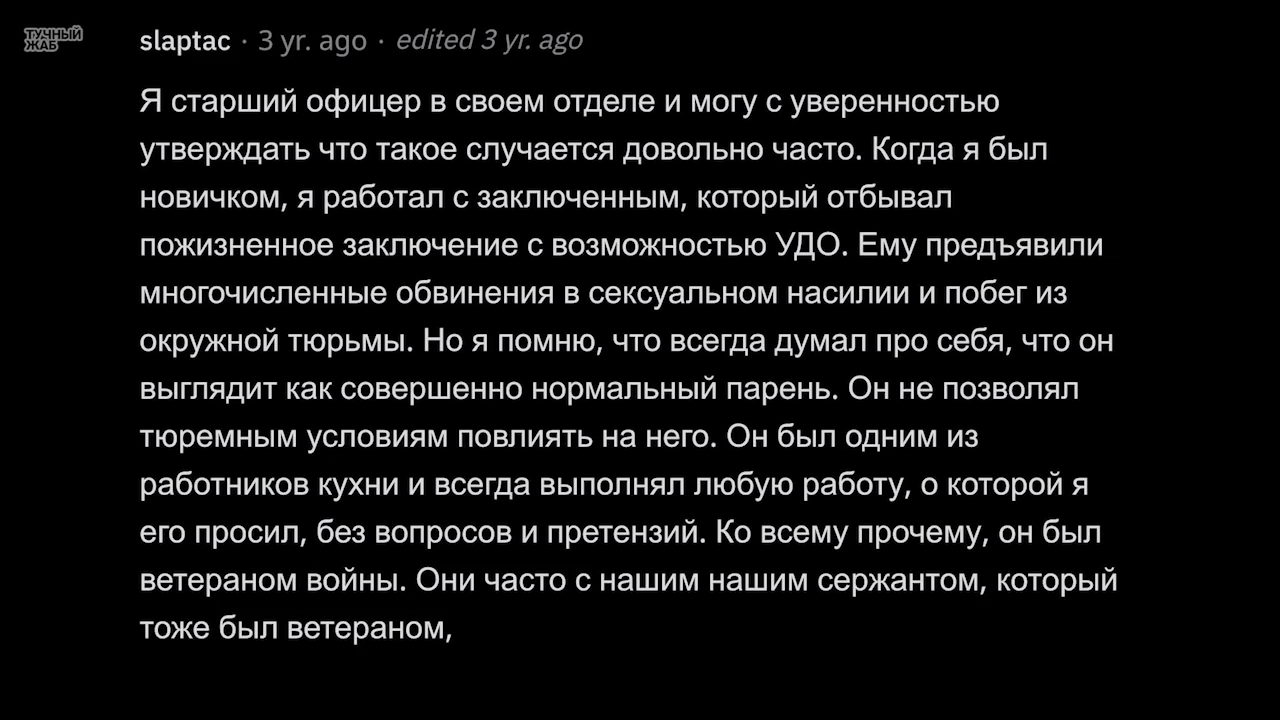 ТУЧНЫЙ
ЖАБ
slaptac · 3 yr. ago · edited 3 yr. ago
Я старший офицер в своем отделе и могу с уверенностью
утверждать что такое случается довольно часто. Когда я был
новичком, я работал с заключенным, который отбывал
пожизненное заключение с возможностью УДО. Ему предъявили
многочисленные обвинения в сексуальном насилии и побег из
окружной тюрьмы. Но я помню, что всегда думал про себя, что он
выглядит как совершенно нормальный парень. Он не позволял
тюремным условиям повлиять на него. Он был одним из
работников кухни и всегда выполнял любую работу, о которой я
его просил, без вопросов и претензий. Ко всему прочему, он был
ветераном войны. Они часто с нашим нашим сержантом, который
тоже был ветераном,